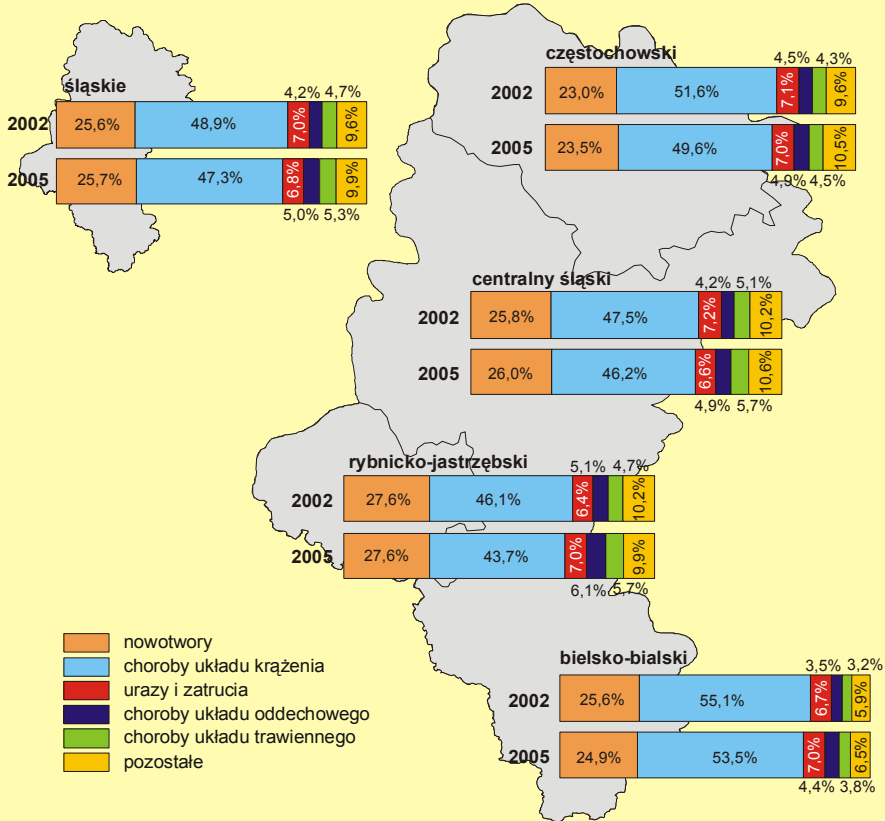 śląskie
4,2% 4,7%
2002 25,6% 48,9% 7,0% 9,6%
2005 25,7% 47,3% 6,8% 9,9%
5,0% 5,3%
częstochowski
4,5% 4,3%
2002 23,0% 51,6% 7,1% 9,6%
2005 23,5% 49,6% 7,0% 10,5%
4,9% 4,5%
centralny śląski
4,2% 5,1%
2002 25,8% 47,5% 7,2% 10,2%
2005 26,0% 46,2% 6,6% 10,6%
4,9% 5,7%
rybnicko-jastrzębski
5,1% 4,7%
2002 27,6% 46,1% 6,4% 10,2%
2005 27,6% 43,7% 7,0% 9,9%
6,1% 5,7%
bielsko-bialski
3,5% 3,2%
2002 25,6% 55,1% 6,7% 5,9%
2005 24,9% 53,5% 7,0% 6,5%
4,4% 3,8%
nowotwory
choroby układu krążenia
urazy i zatrucia
choroby układu oddechowego
choroby układu trawiennego
pozostałe